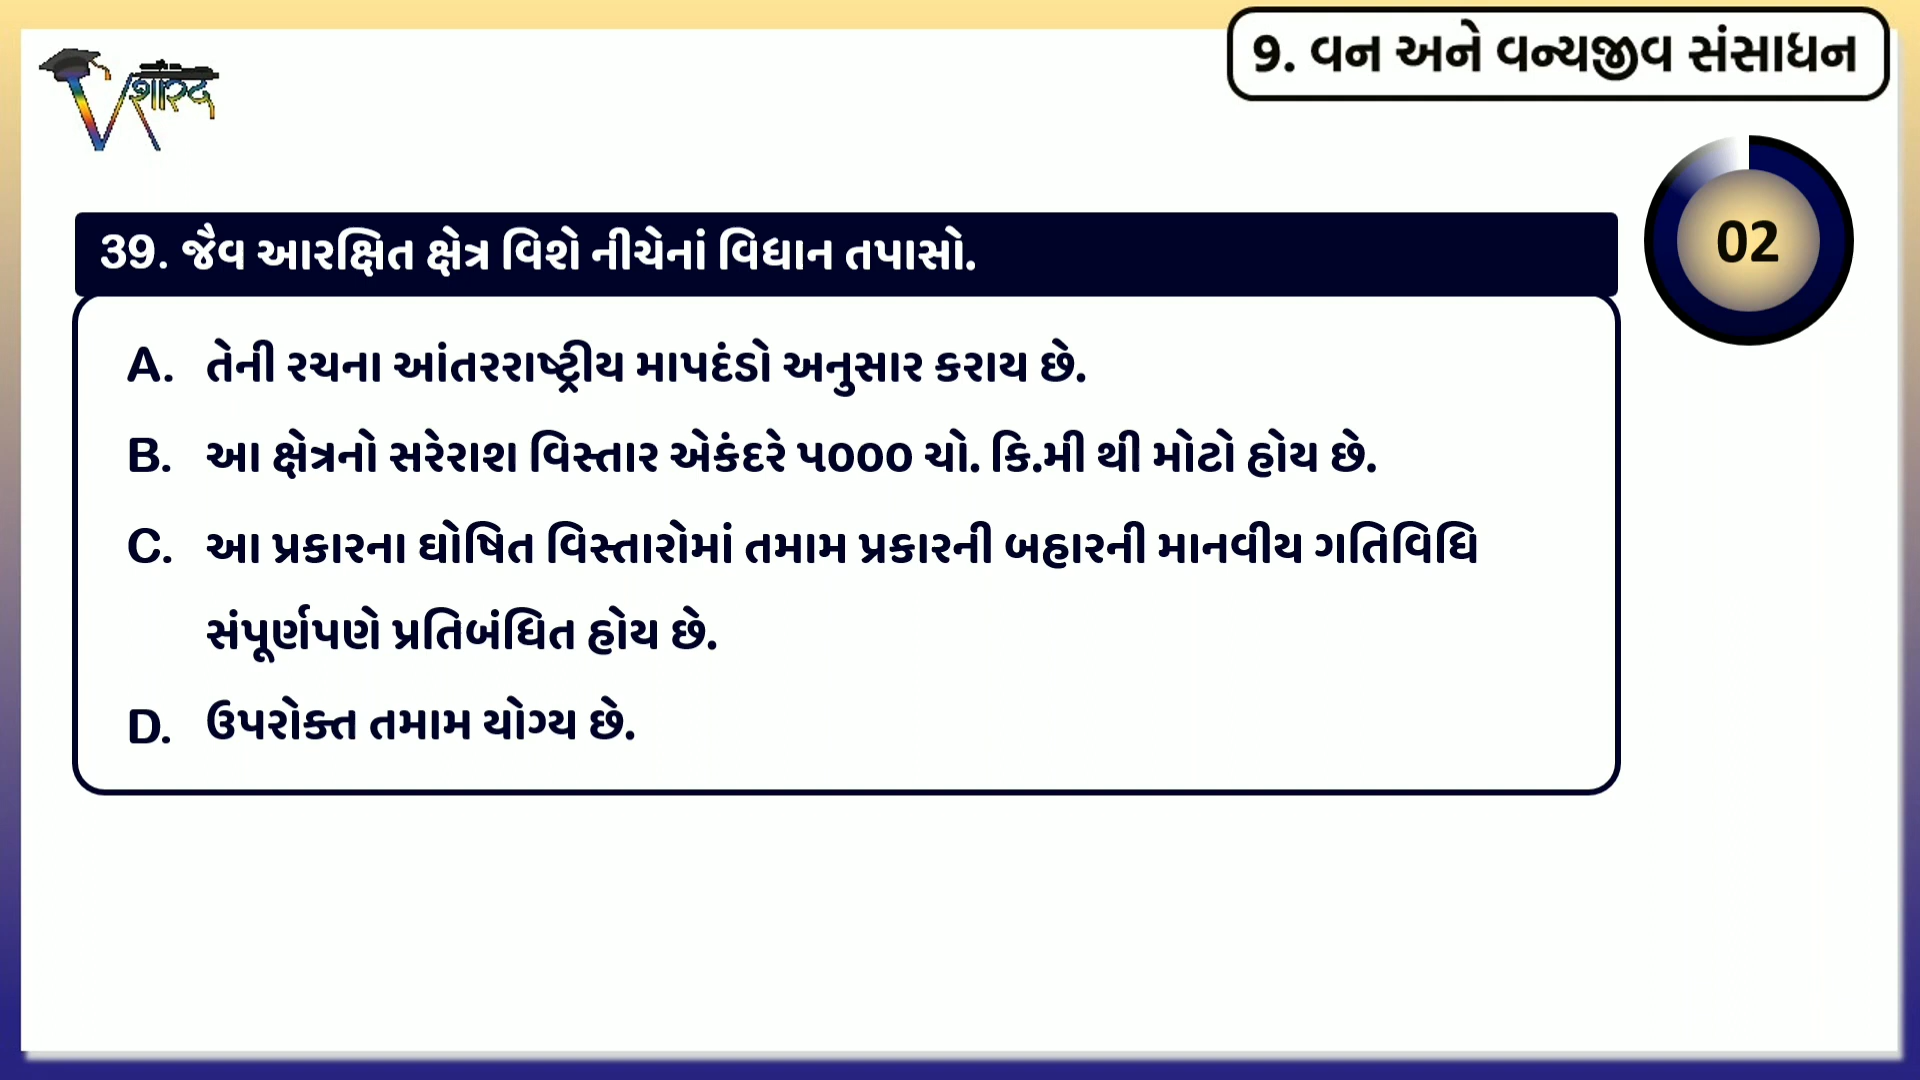 9. વન અને વન્યજીવ સંસાધન
શારદ
02
39. જૈવ આરક્ષિત ક્ષેત્ર વિશે નીચેનાં વિધાન તપાસો.
A. તેની રચના આંતરરાષ્ટ્રીય માપદંડો અનુસાર કરાય છે.
B. આ ક્ષેત્રનો સરેરાશ વિસ્તાર એકંદરે ૫000 ચો. કિ.મી થી મોટો હોય છે.
C. આ પ્રકારના ઘોષિત વિસ્તારોમાં તમામ પ્રકારની બહારની માનવીય ગતિવિધિ
સંપૂર્ણપણે પ્રતિબંધિત હોય છે.
D. ઉપરોક્ત તમામ યોગ્ય છે.